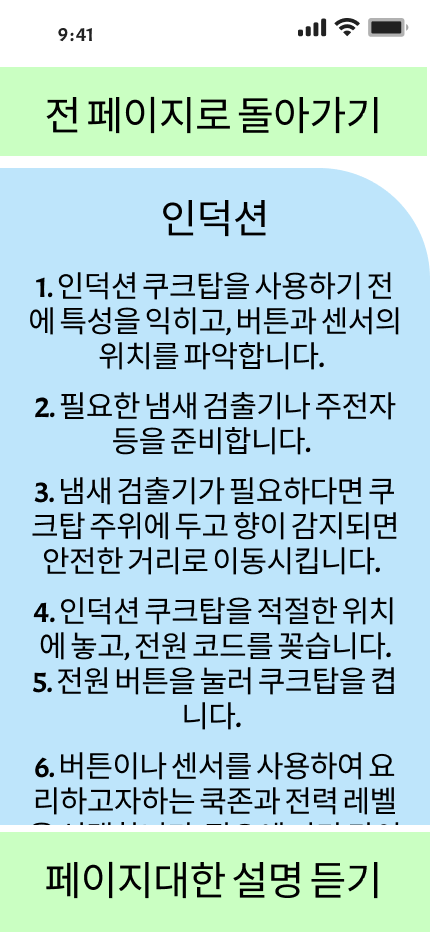 9:41
전 페이지로 돌아가기
인덕션
1. 인덕션 쿠크탑을 사용하기 전
에 특성을 익히고, 버튼과 센서의
위치를 파악합니다.
2. 필요한 냄새 검출기나 주전자
등을 준비합니다.
3. 냄새 검출기가 필요하다면 쿠
크탑 주위에 두고 향이 감지되면
안전한 거리로 이동시킵니다.
4. 인덕션 쿠크탑을 적절한 위치
에 놓고, 전원 코드를 꽂습니다.
5. 전원 버튼을 눌러 쿠크탑을 켭
니다.
6. 버튼이나 센서를 사용하여 요
리하고자하는 쿡존과 전력 레벨
페이지대한 설명 듣기